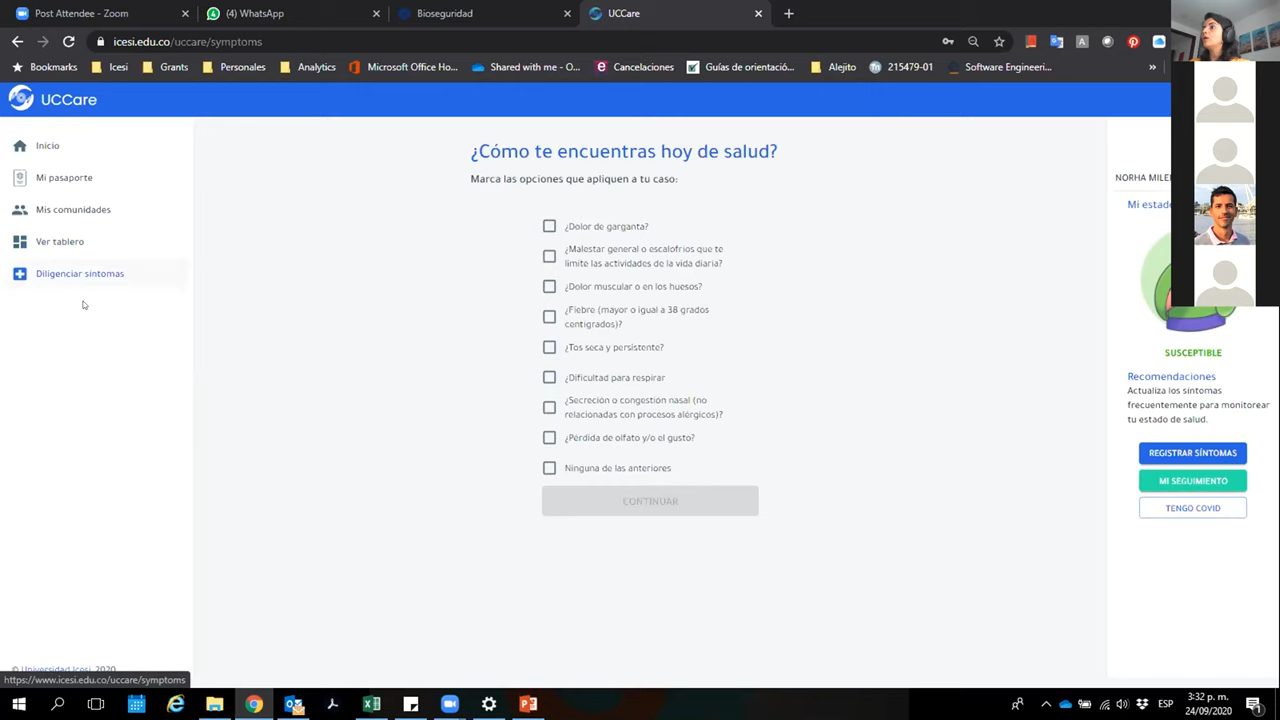 Post Attendee - Zoom
(4) WhatsApp
Bioseguridad
UCCare
icesi.edu.co/uccare/symptoms
Bookmarks
Icesi
Grants
Personales
Analytics
Microsoft Office Ho...
Shared with me - O...
Cancelaciones
Guías de orientació...
Alejito
215479-01
Software Engineeri...
»
UCCare
Inicio
Mi pasaporte
Mis comunidades
Ver tablero
Diligenciar síntomas
¿Cómo te encuentras hoy de salud?
Marca las opciones que apliquen a tu caso:
¿Dolor de garganta?
¿Malestar general o escalofrios que te
limite las actividades de la vida diaria?
¿Dolor muscular o en los huesos?
¿Fiebre (mayor o igual a 38 grados
centigrados)?
¿Tos seca y persistente?
¿Dificultad para respirar
¿Secreción o congestión nasal (no
relacionadas con procesos alérgicos)?
¿Pérdida de olfato y/o el gusto?
Ninguna de las anteriores
CONTINUAR
NORHA MILE
Mi estad
SUSCEPTIBLE
Recomendaciones
Actualiza los síntomas
frecuentemente para monitorear
tu estado de salud.
REGISTRAR SÍNTOMAS
MI SEGUIMIENTO
TENGO COVID
© Universidad Icesi, 2020
https://www.icesi.edu.co/uccare/symptoms
ESP
3:32 p. m.
24/09/2020